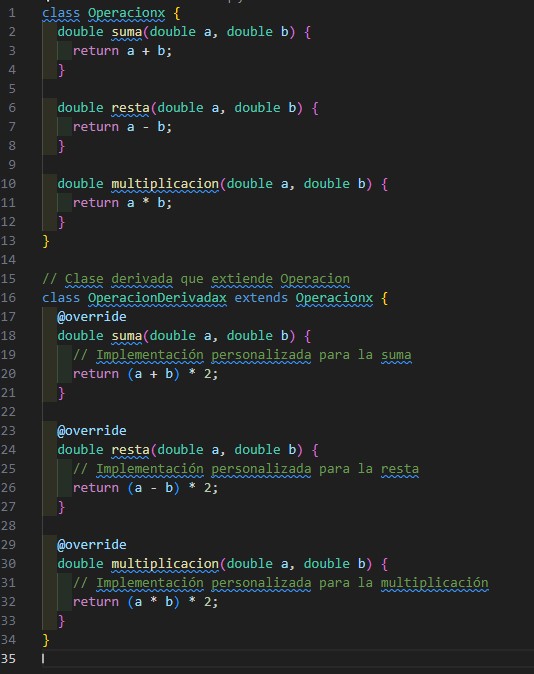 1 class Operacionx {
2   double suma(double a, double b) {
3     return a + b;
4   }
5
6   double resta(double a, double b) {
7     return a - b;
8   }
9
10   double multiplicacion(double a, double b) {
11     return a * b;
12   }
13 }
14
15 // Clase derivada que extiende Operacion
16 class OperacionDerivadax extends Operacionx {
17   @override
18   double suma(double a, double b) {
19     // Implementación personalizada para la suma
20     return (a + b) * 2;
21   }
22
23   @override
24   double resta(double a, double b) {
25     // Implementación personalizada para la resta
26     return (a - b) * 2;
27   }
28
29   @override
30   double multiplicacion(double a, double b) {
31     // Implementación personalizada para la multiplicación
32     return (a * b) * 2;
33   }
34 }
35